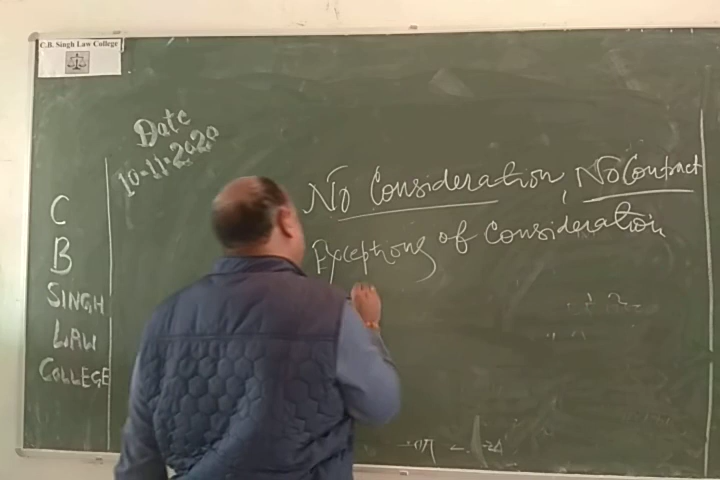 C.B. Singh Law College
Date
10-11-2020
No Consideration, No Contract
Exceptions of Consideration
C
B
SINGH
LAW
COLLEGE